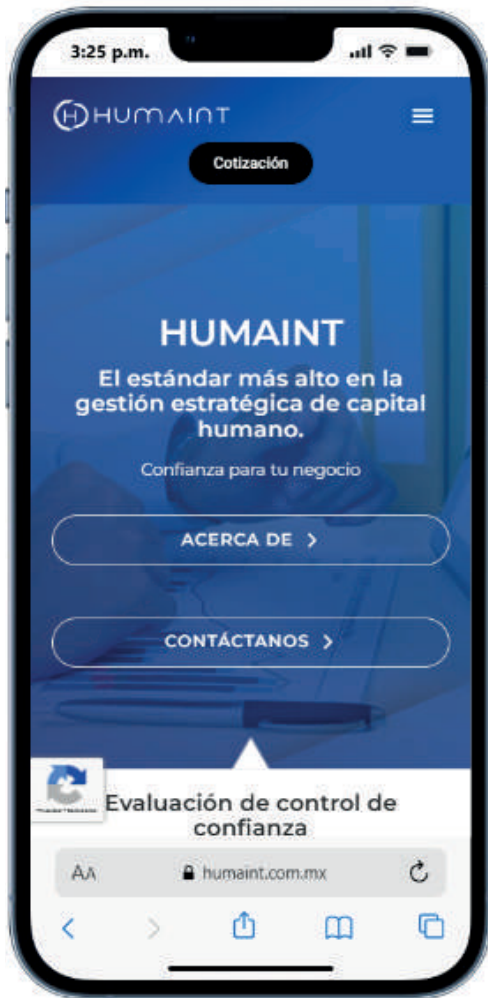 3:25 p.m.
HUMAINT
Cotización
HUMAINT
El estándar más alto en la
gestión estratégica de capital
humano.
Confianza para tu negocio
ACERCA DE >
CONTÁCTANOS >
Evaluación de control de
confianza
AA
humaint.com.mx